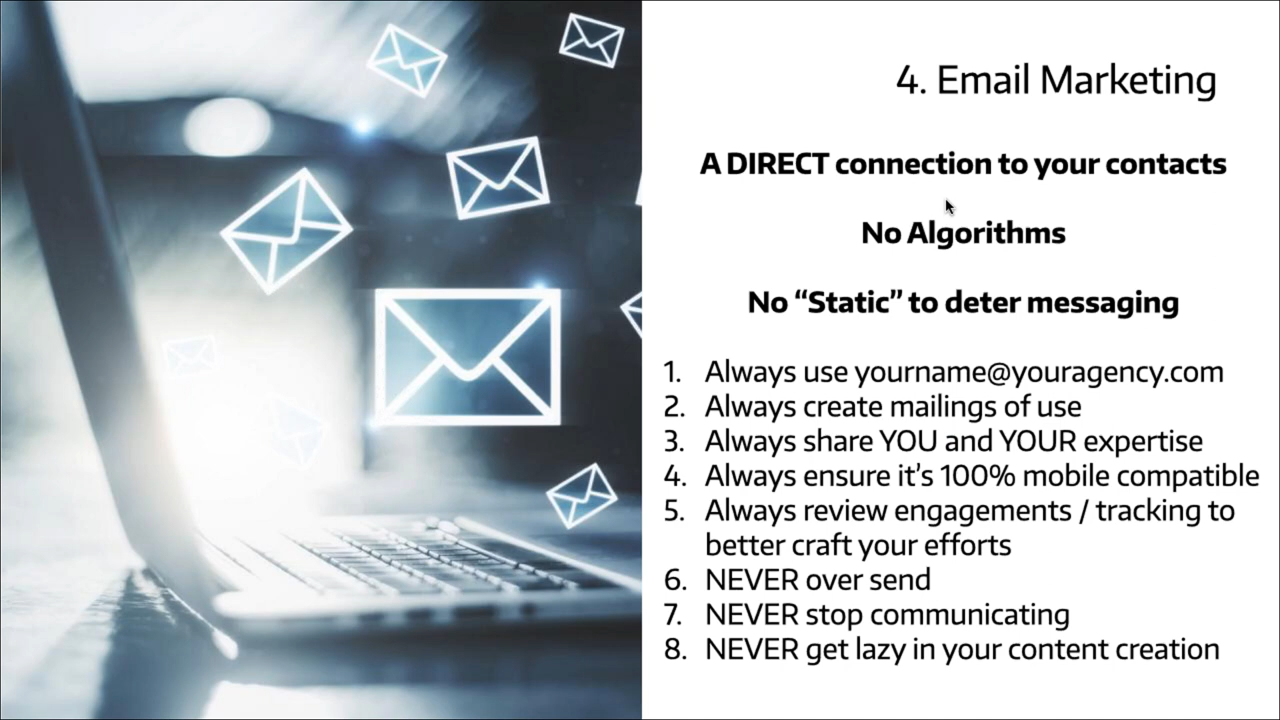 4. Email Marketing
A DIRECT connection to your contacts
No Algorithms
No “Static” to deter messaging
1. Always use yourname@youragency.com
2. Always create mailings of use
3. Always share YOU and YOUR expertise
4. Always ensure it’s 100% mobile compatible
5. Always review engagements / tracking to
better craft your efforts
6. NEVER over send
7. NEVER stop communicating
8. NEVER get lazy in your content creation